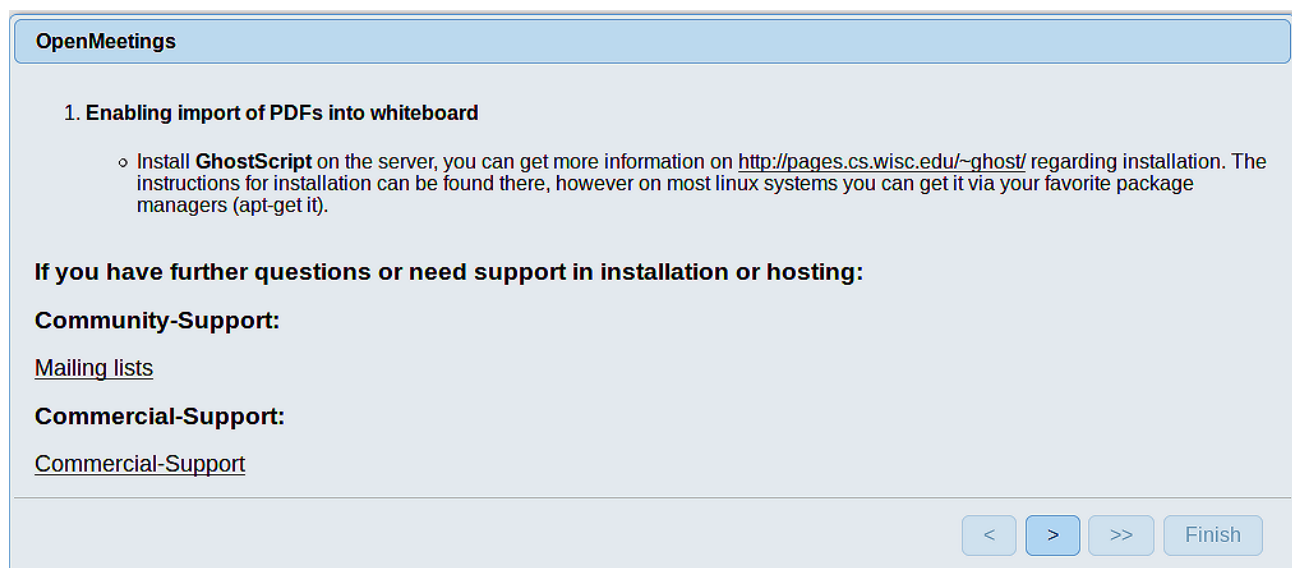 OpenMeetings
1. Enabling import of PDFs into whiteboard
Install GhostScript on the server, you can get more information on http://pages.cs.wisc.edu/~ghost/ regarding installation. The
instructions for installation can be found there, however on most linux systems you can get it via your favorite package
managers (apt-get it).
If you have further questions or need support in installation or hosting:
Community-Support:
Mailing lists
Commercial-Support:
Commercial-Support
< > >> Finish